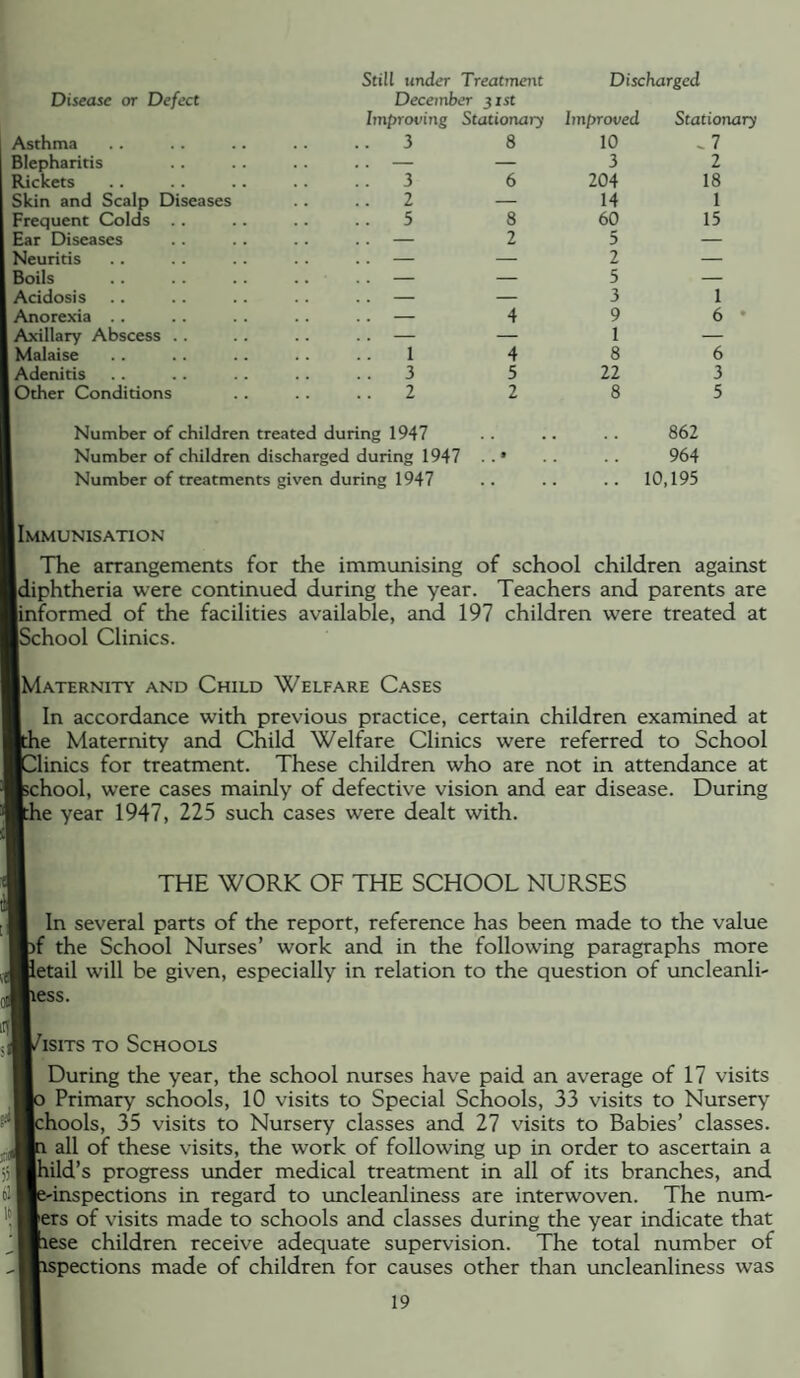 Still under Treatment Discharged
Disease or Defect December 31st
Improving Stationary Improved Stationary
Asthma .. .. .. .. .. 3 8 10 7
Blepharitis .. .. .. .. — — 3 2
Rickets .. .. .. .. .. 3 6 204 18
Skin and Scalp Diseases .. .. 2 — 14 1
Frequent Colds .. .. .. .. 5 8 60 15
Ear Diseases .. .. .. .. — 2 5 —
Neuritis .. .. .. .. .. — — 2 —
Boils .. .. .. .. .. — — 5 —
Acidosis .. .. .. .. .. — — 3 1
Anorexia .. .. .. .. .. — 4 9 6
Axillary Abscess .. .. .. .. — — 1 —
Malaise .. .. .. .. .. 1 4 8 6
Adenitis .. .. .. .. .. 3 5 22 3
Other Conditions .. .. .. 2 2 8 5
Number of children treated during 1947 .. .. .. 862
Number of children discharged during 1947 .. .. .. 964
Number of treatments given during 1947 .. .. .. 10,195
Immunisation
The arrangements for the immunising of school children against
diphtheria were continued during the year. Teachers and parents are
informed of the facilities available, and 197 children were treated at
School Clinics.
Maternity and Child Welfare Cases
In accordance with previous practice, certain children examined at
the Maternity and Child Welfare Clinics were referred to School
Clinics for treatment. These children who are not in attendance at
school, were cases mainly of defective vision and ear disease. During
the year 1947, 225 such cases were dealt with.
THE WORK OF THE SCHOOL NURSES
In several parts of the report, reference has been made to the value
of the School Nurses' work and in the following paragraphs more
detail will be given, especially in relation to the question of uncleanli-
ness.
Visits to Schools
During the year, the school nurses have paid an average of 17 visits
to Primary schools, 10 visits to Special Schools, 33 visits to Nursery
schools, 35 visits to Nursery classes and 27 visits to Babies' classes.
In all of these visits, the work of following up in order to ascertain a
child's progress under medical treatment in all of its branches, and
re-inspections in regard to uncleanliness are interwoven. The num-
bers of visits made to schools and classes during the year indicate that
these children receive adequate supervision. The total number of
inspections made of children for causes other than uncleanliness was
19